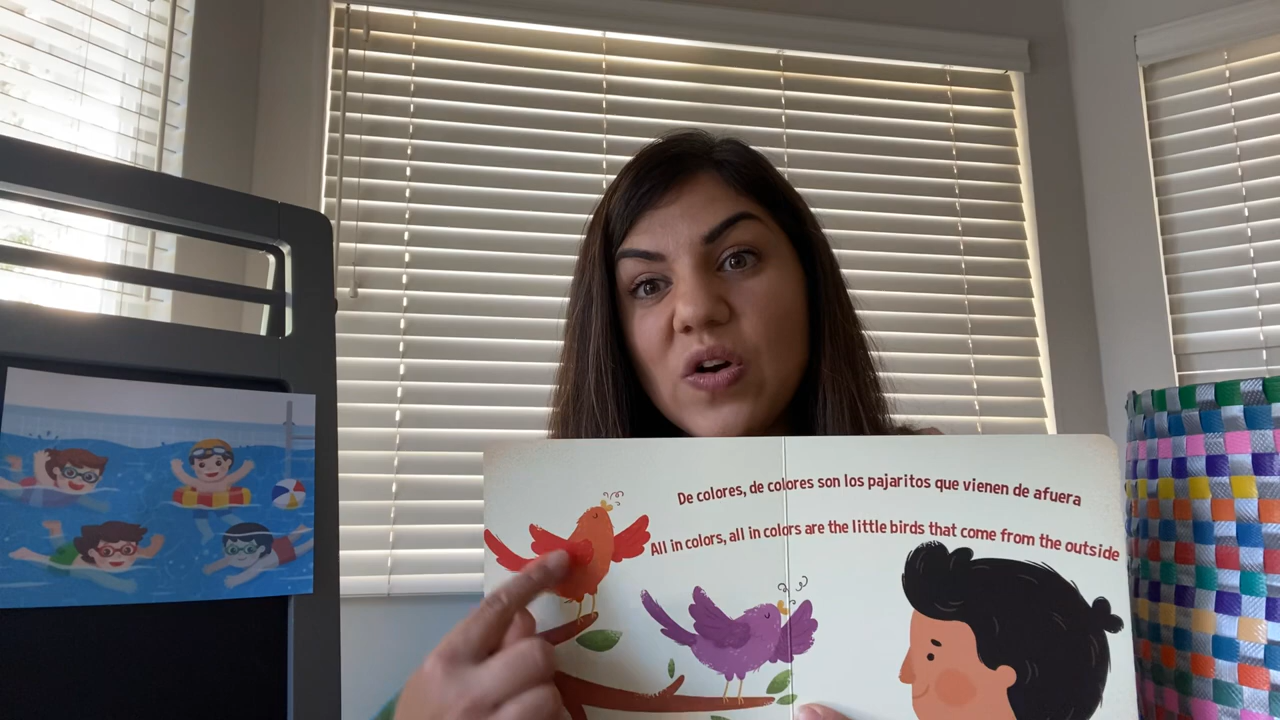 De colores, de colores son los pajaritos que vienen de afuera
All in colors, all in colors are the little birds that come from the outside